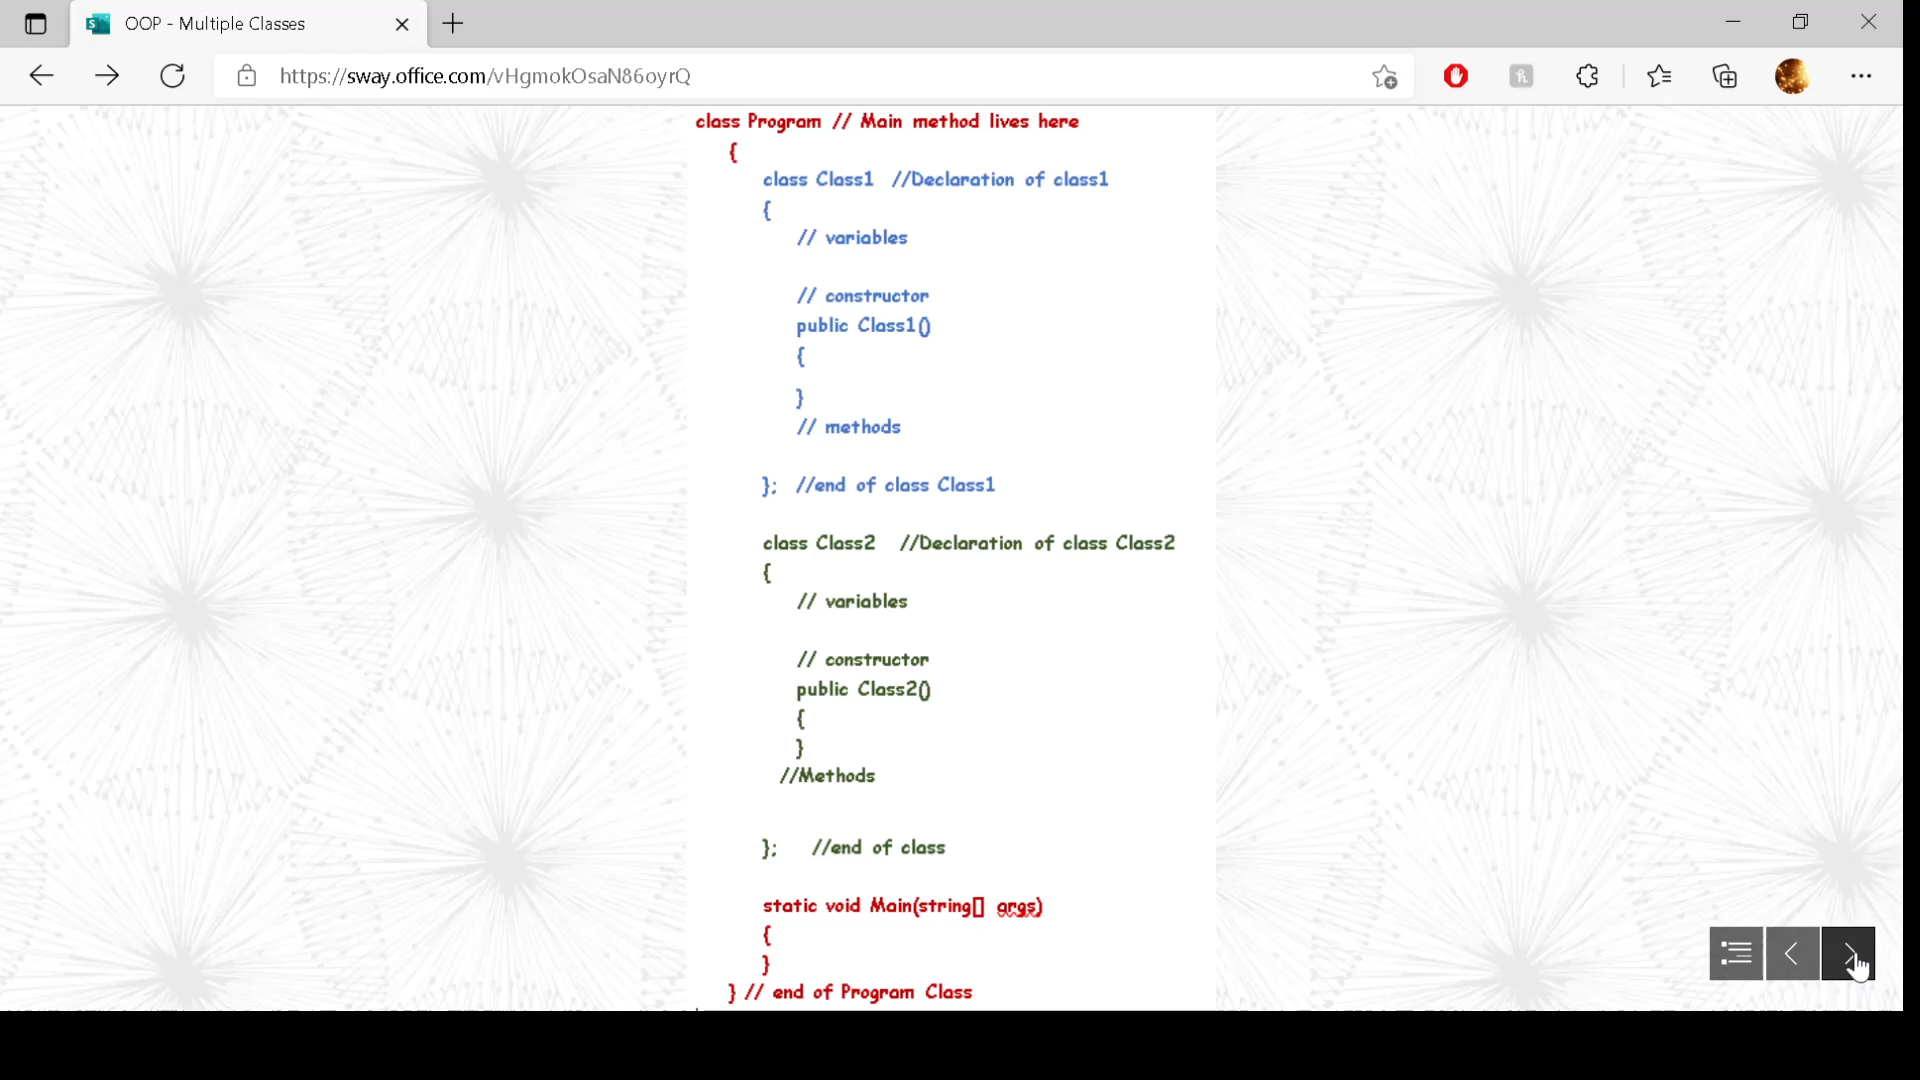 OOP - Multiple Classes
https://sway.office.com/vHgmokOsaN86oyrQ
class Program // Main method lives here
{
class Class1 //Declaration of class1
{
// variables
// constructor
public Class1()
{
}
// methods
}; //end of class Class1
class Class2 //Declaration of class Class2
{
// variables
// constructor
public Class2()
{
}
//Methods
}; //end of class
static void Main(string[] args)
{
}
} // end of Program Class